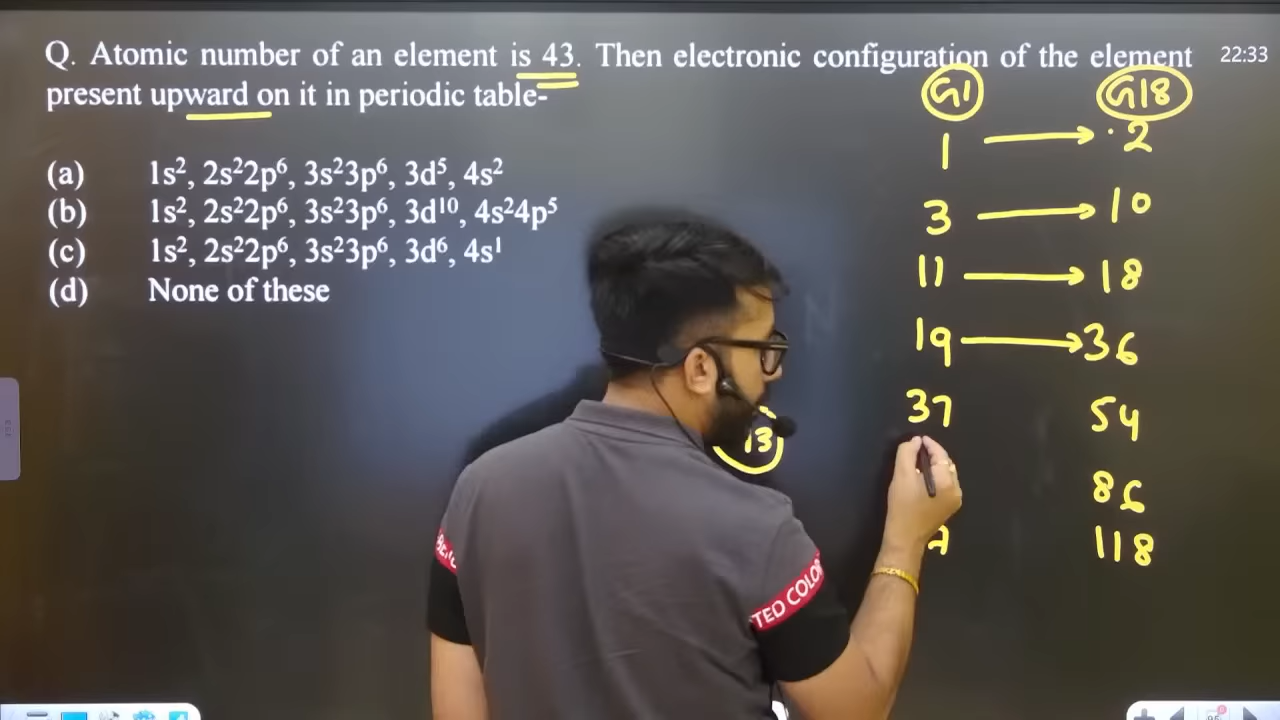 Q. Atomic number of an element is 43. Then electronic configuration of the element
present upward on it in periodic table-
22:33
(a) 1s², 2s²2p⁶, 3s²3p⁶, 3d⁵, 4s²
(b) 1s², 2s²2p⁶, 3s²3p⁶, 3d¹⁰, 4s²4p⁵
(c) 1s², 2s²2p⁶, 3s²3p⁶, 3d⁶, 4s¹
(d) None of these
G1 G18
1 → 2
3 → 10
11 → 18
19 → 36
37 54
86
118
TED COLO